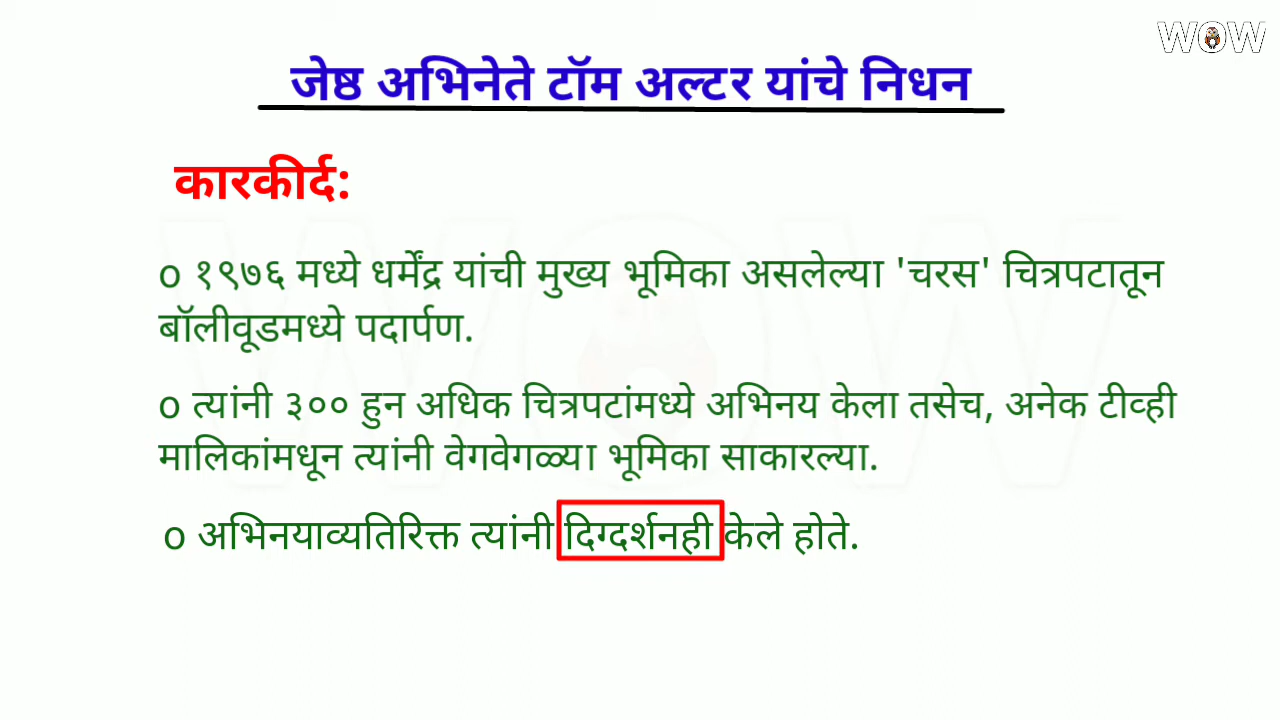 WOW
जेष्ठ अभिनेते टॉम अल्टर यांचे निधन
कारकीर्द:
o १९७६ मध्ये धर्मेंद्र यांची मुख्य भूमिका असलेल्या 'चरस' चित्रपटातून
बॉलीवूडमध्ये पदार्पण.
o त्यांनी ३०० हुन अधिक चित्रपटांमध्ये अभिनय केला तसेच, अनेक टीव्ही
मालिकांमधून त्यांनी वेगवेगळ्या भूमिका साकारल्या.
o अभिनयाव्यतिरिक्त त्यांनी दिग्दर्शनही केले होते.